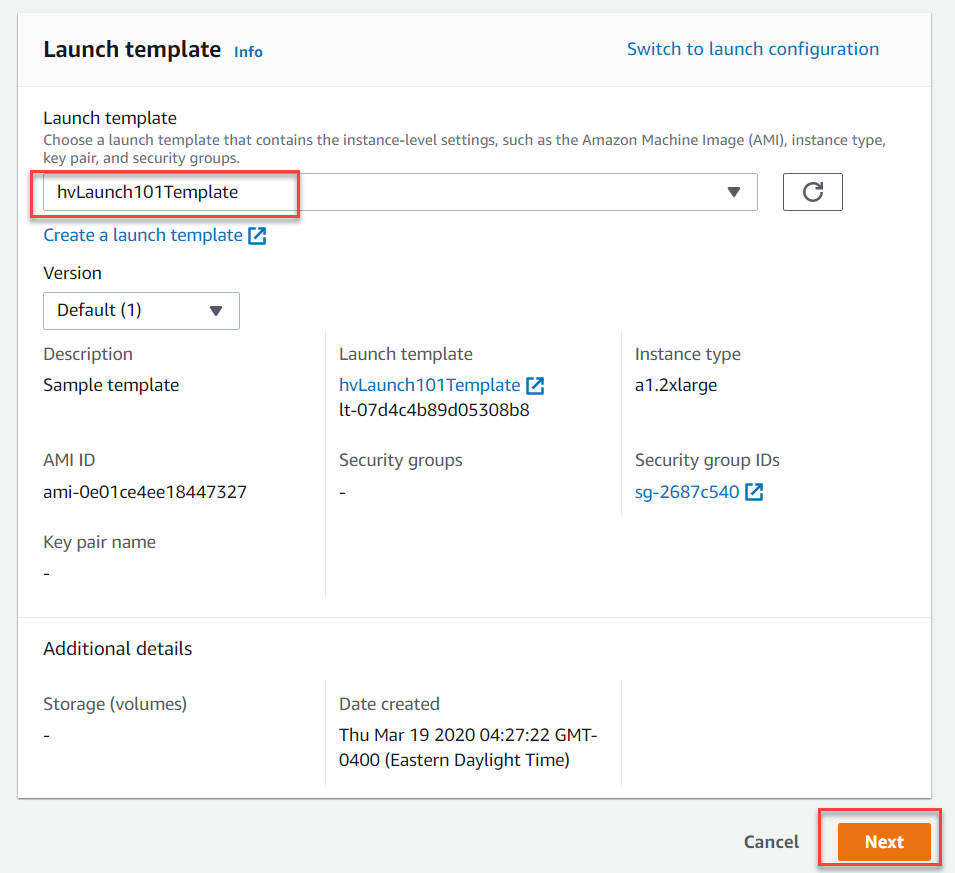 Launch template Info
Switch to launch configuration
Launch template
Choose a launch template that contains the instance-level settings, such as the Amazon Machine Image (AMI), instance type,
key pair, and security groups.
hvLaunch101Template
Create a launch template
Version
Default (1)
Description
Sample template
Launch template
hvLaunch101Template
lt-07d4c4b89d05308b8
Instance type
a1.2xlarge
AMI ID
ami-0e01ce4ee18447327
Security groups
-
Security group IDs
sg-2687c540
Key pair name
-
Additional details
Storage (volumes)
-
Date created
Thu Mar 19 2020 04:27:22 GMT-
0400 (Eastern Daylight Time)
Cancel
Next